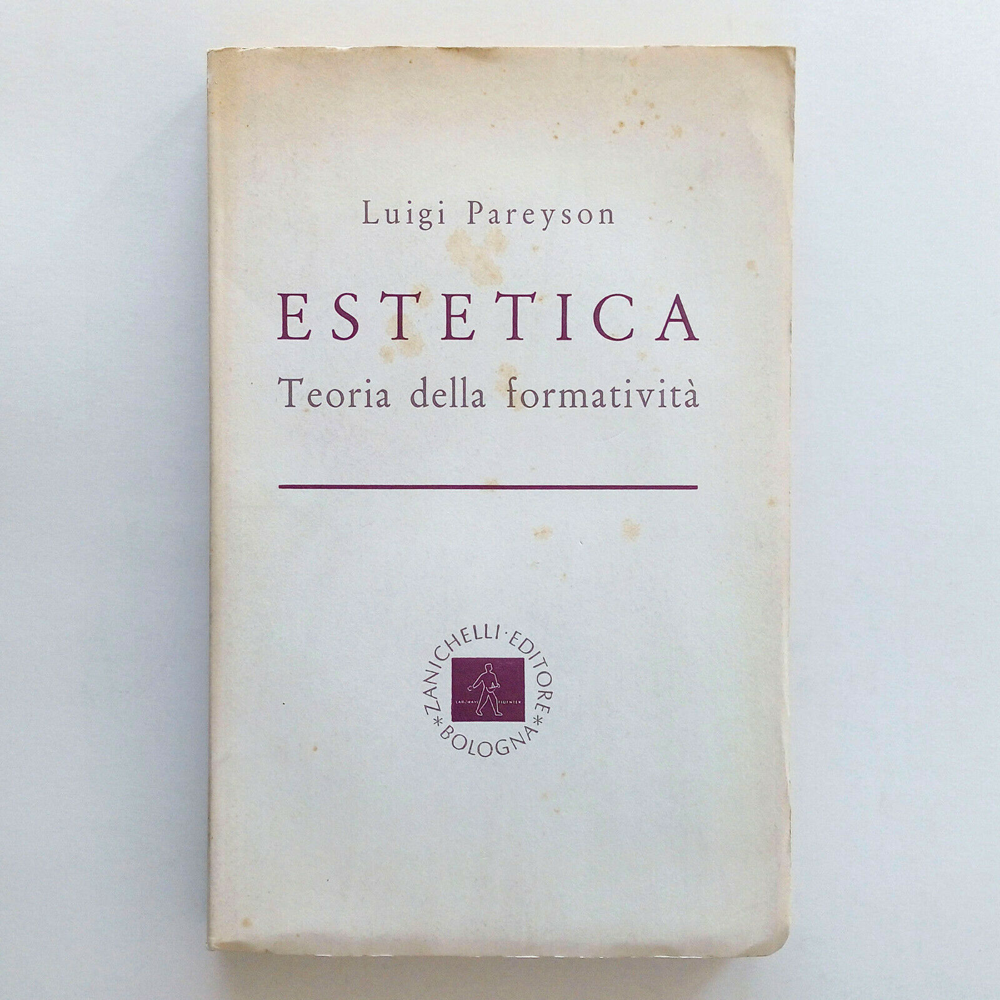 Luigi Pareyson
ESTETICA
Teoria della formatività
ZANICHELLI · EDITORE
* BOLOGNA *